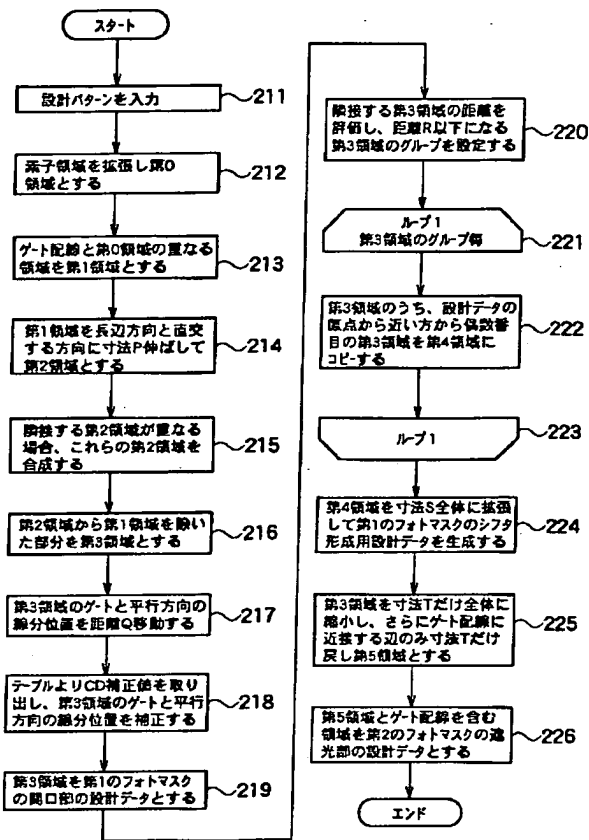 スタート
設計パターンを入力
211
素子領域を拡張し第0
領域とする
212
ゲート配線と第0領域の重なる
領域を第1領域とする
213
第1領域を長辺方向と直交
する方向に寸法P伸ばして
第2領域とする
214
隣接する第2領域が重なる
場合、これらの第2領域を
合成する
215
第2領域から第1領域を除い
た部分を第3領域とする
216
第3領域のゲートと平行方向の
線分位置を距離Q移動する
217
テーブルよりCD補正値を取り
出し、第3領域のゲートと平行
方向の線分位置を補正する
218
第3領域を第1のフォトマスク
の開口部の設計データとする
219
隣接する第3領域の距離を
評価し、距離R以下になる
第3領域のグループを設定する
220
ループ1
第3領域のグループ毎
221
第3領域のうち、設計データの
原点から近い方から偶数番
目の第3領域を第4領域に
コピーする
222
ループ1
223
第4領域を寸法S全体に拡張
して第1のフォトマスクのシフタ
形成用設計データを生成する
224
第3領域を寸法Tだけ全体に
縮小し、さらにゲート配線に
近接する辺のみ寸法Tだけ
戻し第5領域とする
225
第5領域とゲート配線を含む
領域を第2のフォトマスクの遮
光部の設計データとする
226
エンド